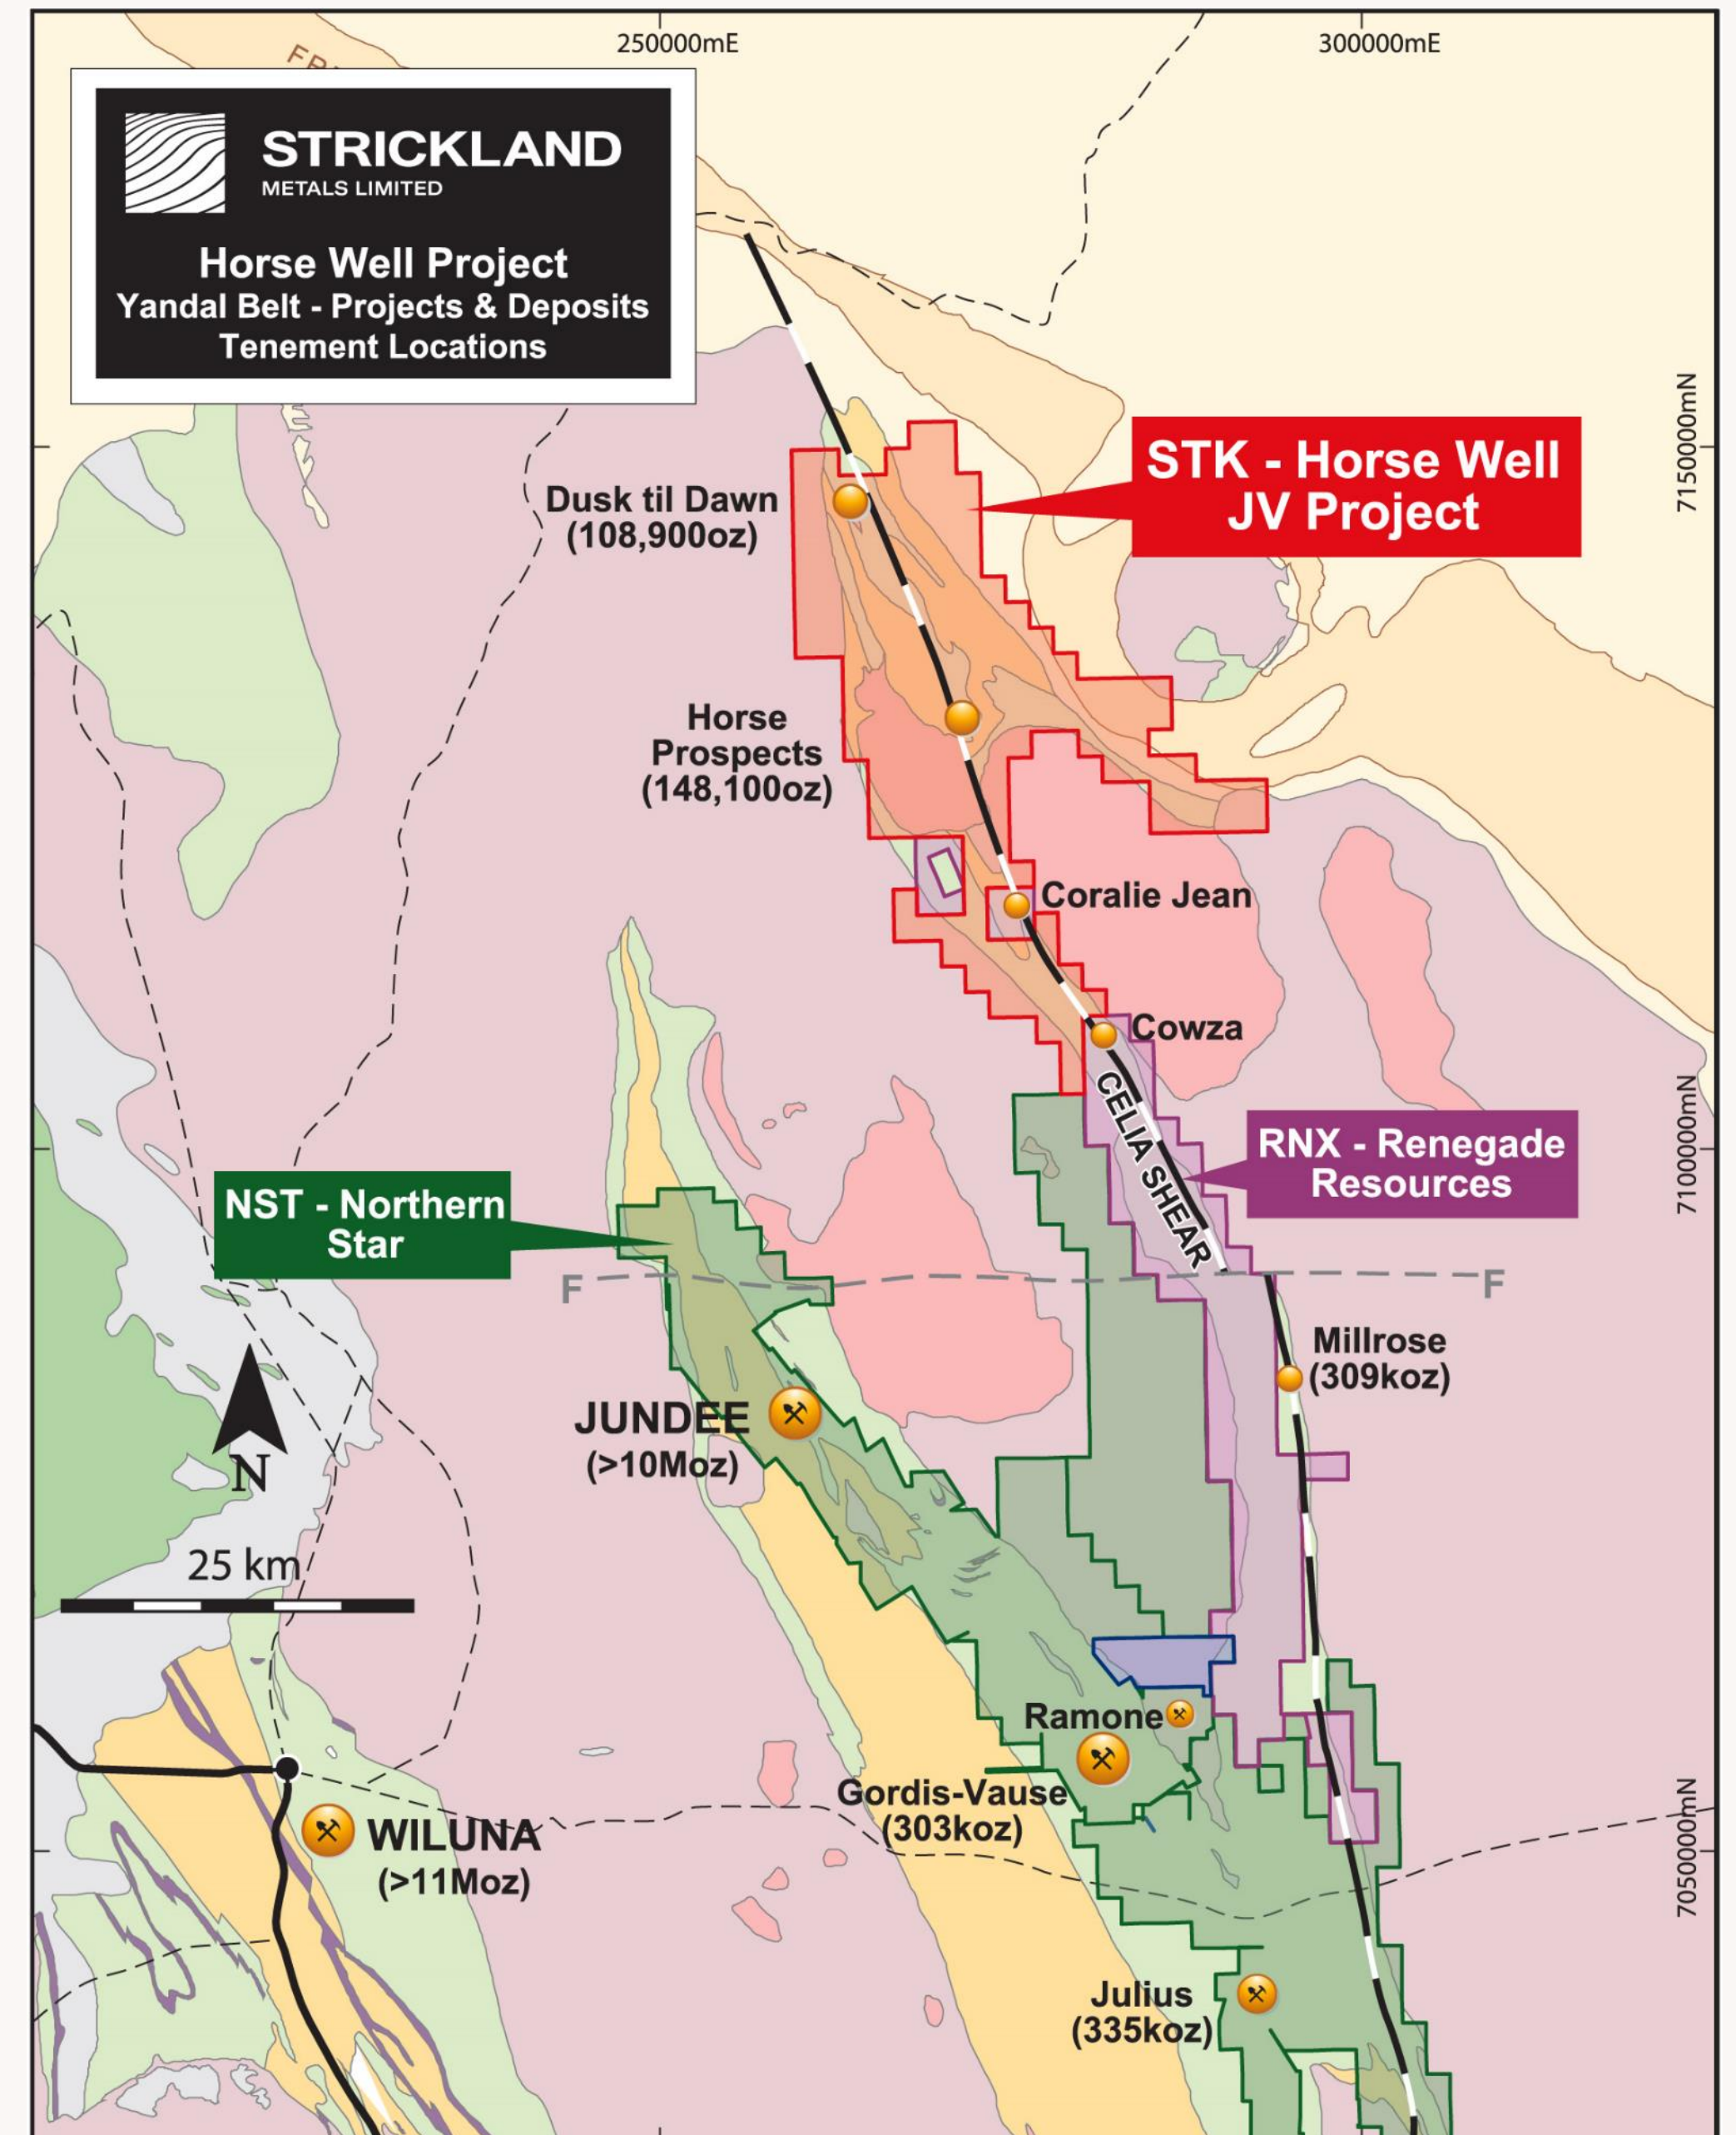 250000mE
300000mE
STRICKLAND
METALS LIMITED
Horse Well Project
Yandal Belt - Projects & Deposits
Tenement Locations
7150000mN
STK - Horse Well
JV Project
Dusk til Dawn
(108,900oz)
Horse
Prospects
(148,100oz)
Coralie Jean
Cowza
CELIA SHEAR
7100000mN
RNX - Renegade
Resources
NST - Northern
Star
F
F
Millrose
(309koz)
JUNDEE
(>10Moz)
N
25 km
Ramone
Gordis-Vause
(303koz)
WILUNA
(>11Moz)
7050000mN
Julius
(335koz)